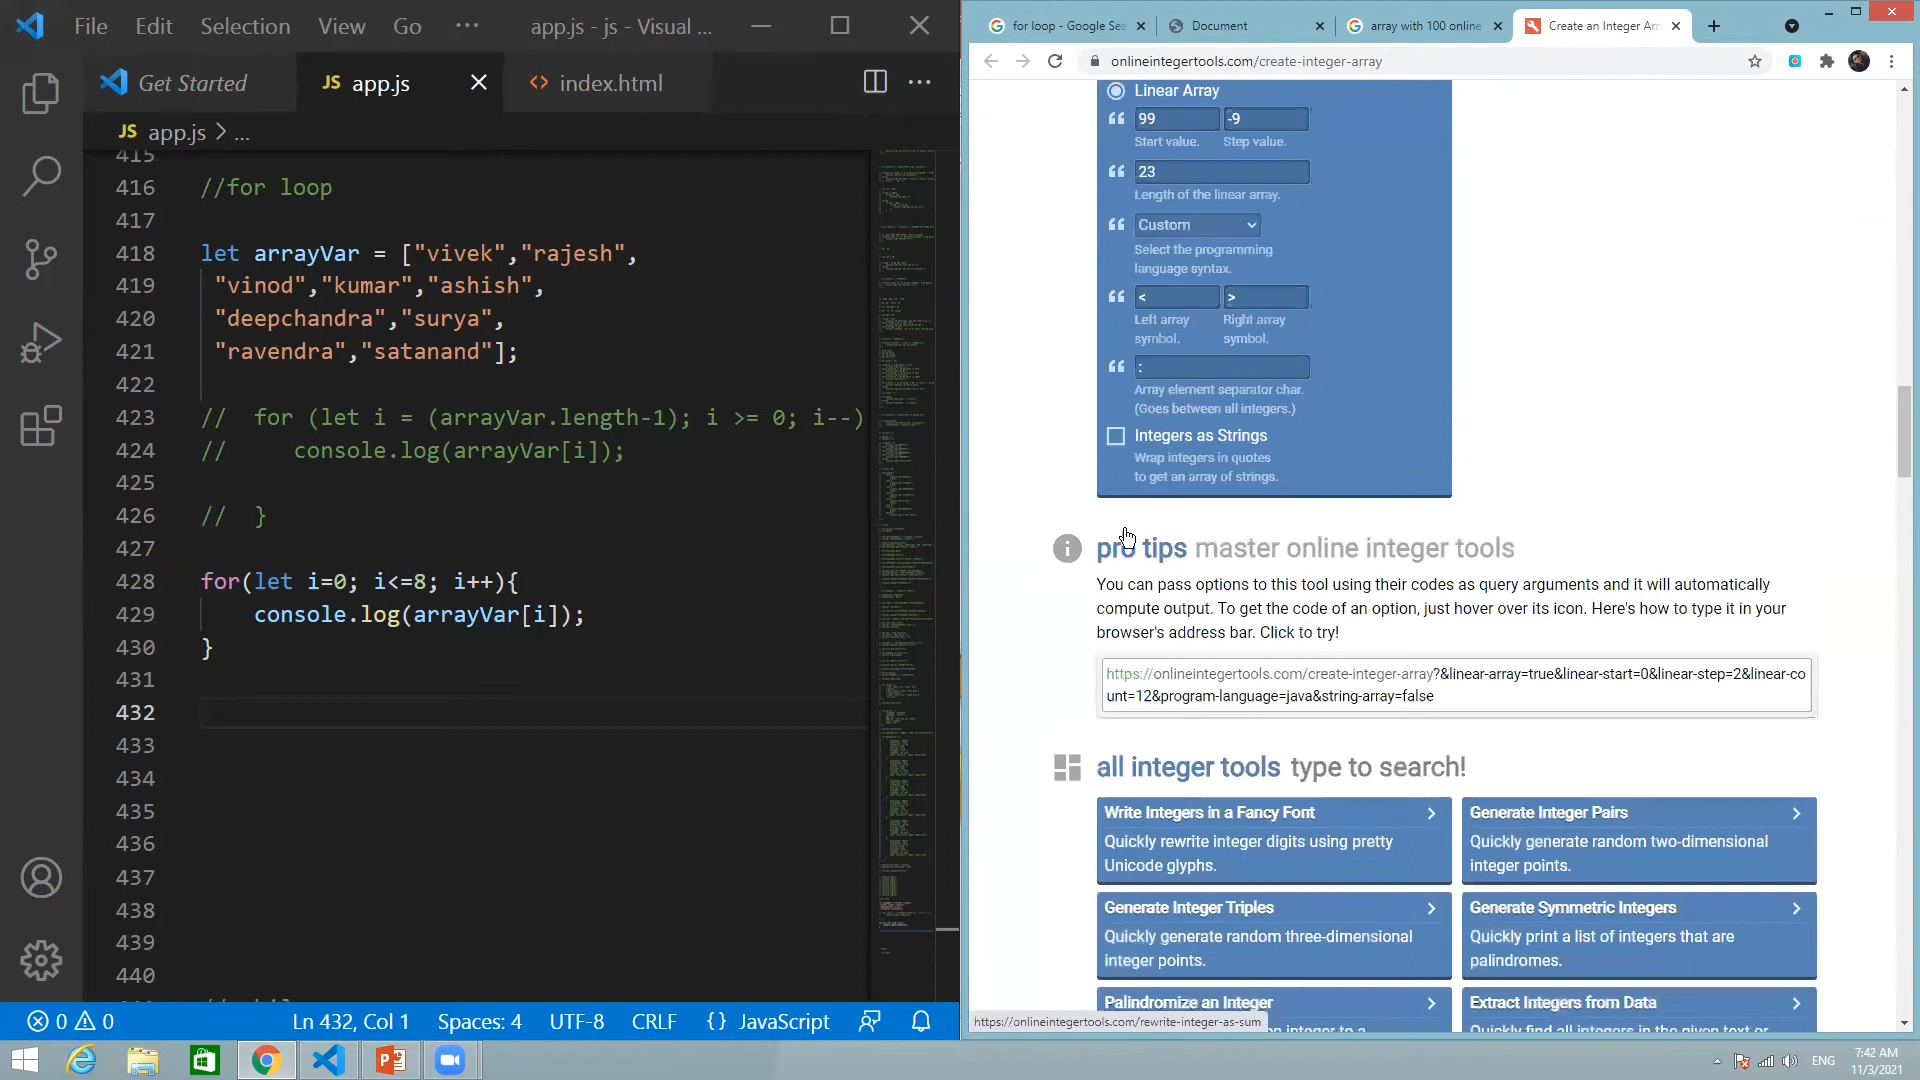 File Edit Selection View Go ··· app.js - js - Visual ...
Get Started JS app.js index.html
JS app.js > ...
415
416 //for loop
417
418 let arrayVar = ["vivek","rajesh",
419 "vinod","kumar","ashish",
420 "deepchandra","surya",
421 "ravendra","satanand"];
422
423 // for (let i = (arrayVar.length-1); i >= 0; i--)
424 // console.log(arrayVar[i]);
425
426 // }
427
428 for(let i=0; i<=8; i++){
429 console.log(arrayVar[i]);
430 }
431
432
433
434
435
436
437
438
439
440
0 0 Ln 432, Col 1 Spaces: 4 UTF-8 CRLF {} JavaScript
for loop - Google Sea Document array with 100 online Create an Integer Arr
onlineintegertools.com/create-integer-array
Linear Array
99 -9
Start value. Step value.
23
Length of the linear array.
Custom
Select the programming
language syntax.
< >
Left array Right array
symbol. symbol.
:
Array element separator char.
(Goes between all integers.)
Integers as Strings
Wrap integers in quotes
to get an array of strings.
pro tips master online integer tools
You can pass options to this tool using their codes as query arguments and it will automatically
compute output. To get the code of an option, just hover over its icon. Here's how to type it in your
browser's address bar. Click to try!
https://onlineintegertools.com/create-integer-array?&linear-array=true&linear-start=0&linear-step=2&linear-co
unt=12&program-language=java&string-array=false
all integer tools type to search!
Write Integers in a Fancy Font
Quickly rewrite integer digits using pretty
Unicode glyphs.
Generate Integer Pairs
Quickly generate random two-dimensional
integer points.
Generate Integer Triples
Quickly generate random three-dimensional
integer points.
Generate Symmetric Integers
Quickly print a list of integers that are
palindromes.
Palindromize an Integer
Extract Integers from Data
Quickly find all integers in the given text or
https://onlineintegertools.com/rewrite-integer-as-sum
ENG 7:42 AM
11/3/2021